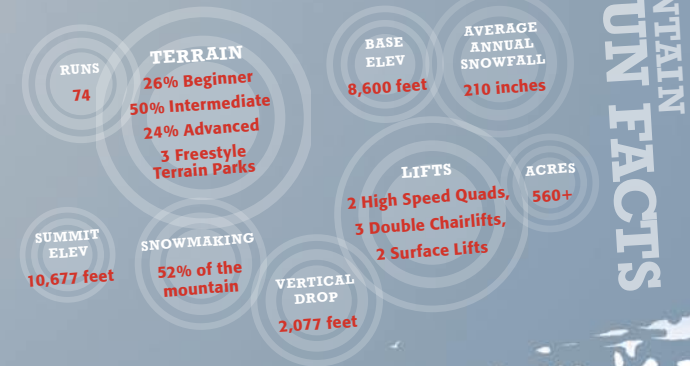 RUNS
74
TERRAIN
26% Beginner
50% Intermediate
24% Advanced
3 Freestyle
Terrain Parks
BASE
ELEV
8,600 feet
AVERAGE
ANNUAL
SNOWFALL
210 inches
LIFTS
2 High Speed Quads,
3 Double Chairlifts,
2 Surface Lifts
ACRES
560+
SUMMIT
ELEV
10,677 feet
SNOWMAKING
52% of the
mountain
VERTICAL
DROP
2,077 feet
NTAIN
UN FACTS